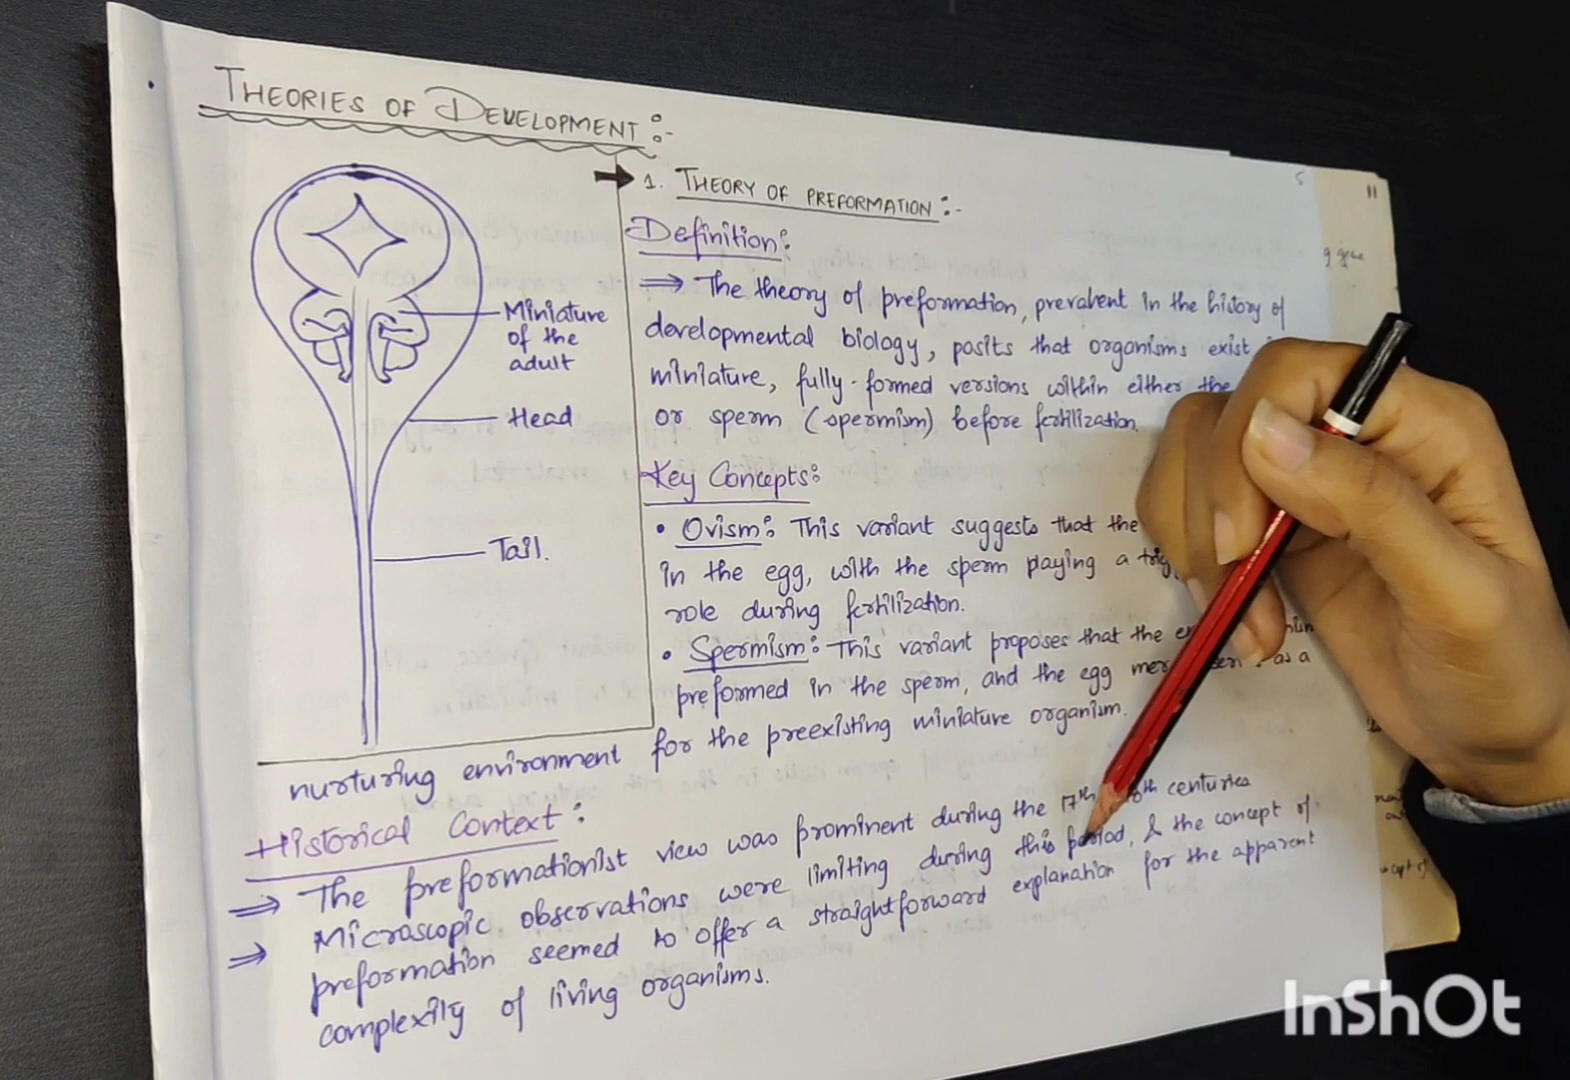 THEORIES OF DEVELOPMENT:-
1. THEORY OF PREFORMATION:-
Definition:
⇒ The theory of preformation, prevalent in the history of
developmental biology, posits that organisms exist
miniature, fully-formed versions within either the
or sperm (spermism) before fertilization.
Key Concepts:
• Ovism: This variant suggests that the
in the egg, with the sperm playing a
role during fertilization.
• Spermism: This variant proposes that the
preformed in the sperm, and the egg as a
nurturing environment for the preexisting miniature organism.
Miniature
of the
adult
Head
Tail.
Historical Context:
⇒ The preformationist view was prominent during the 17th centuries
⇒ Microscopic observations were limiting during this period, & the concept of
preformation seemed to offer a straightforward explanation for the apparent
complexity of living organisms.
5
11
InShOt